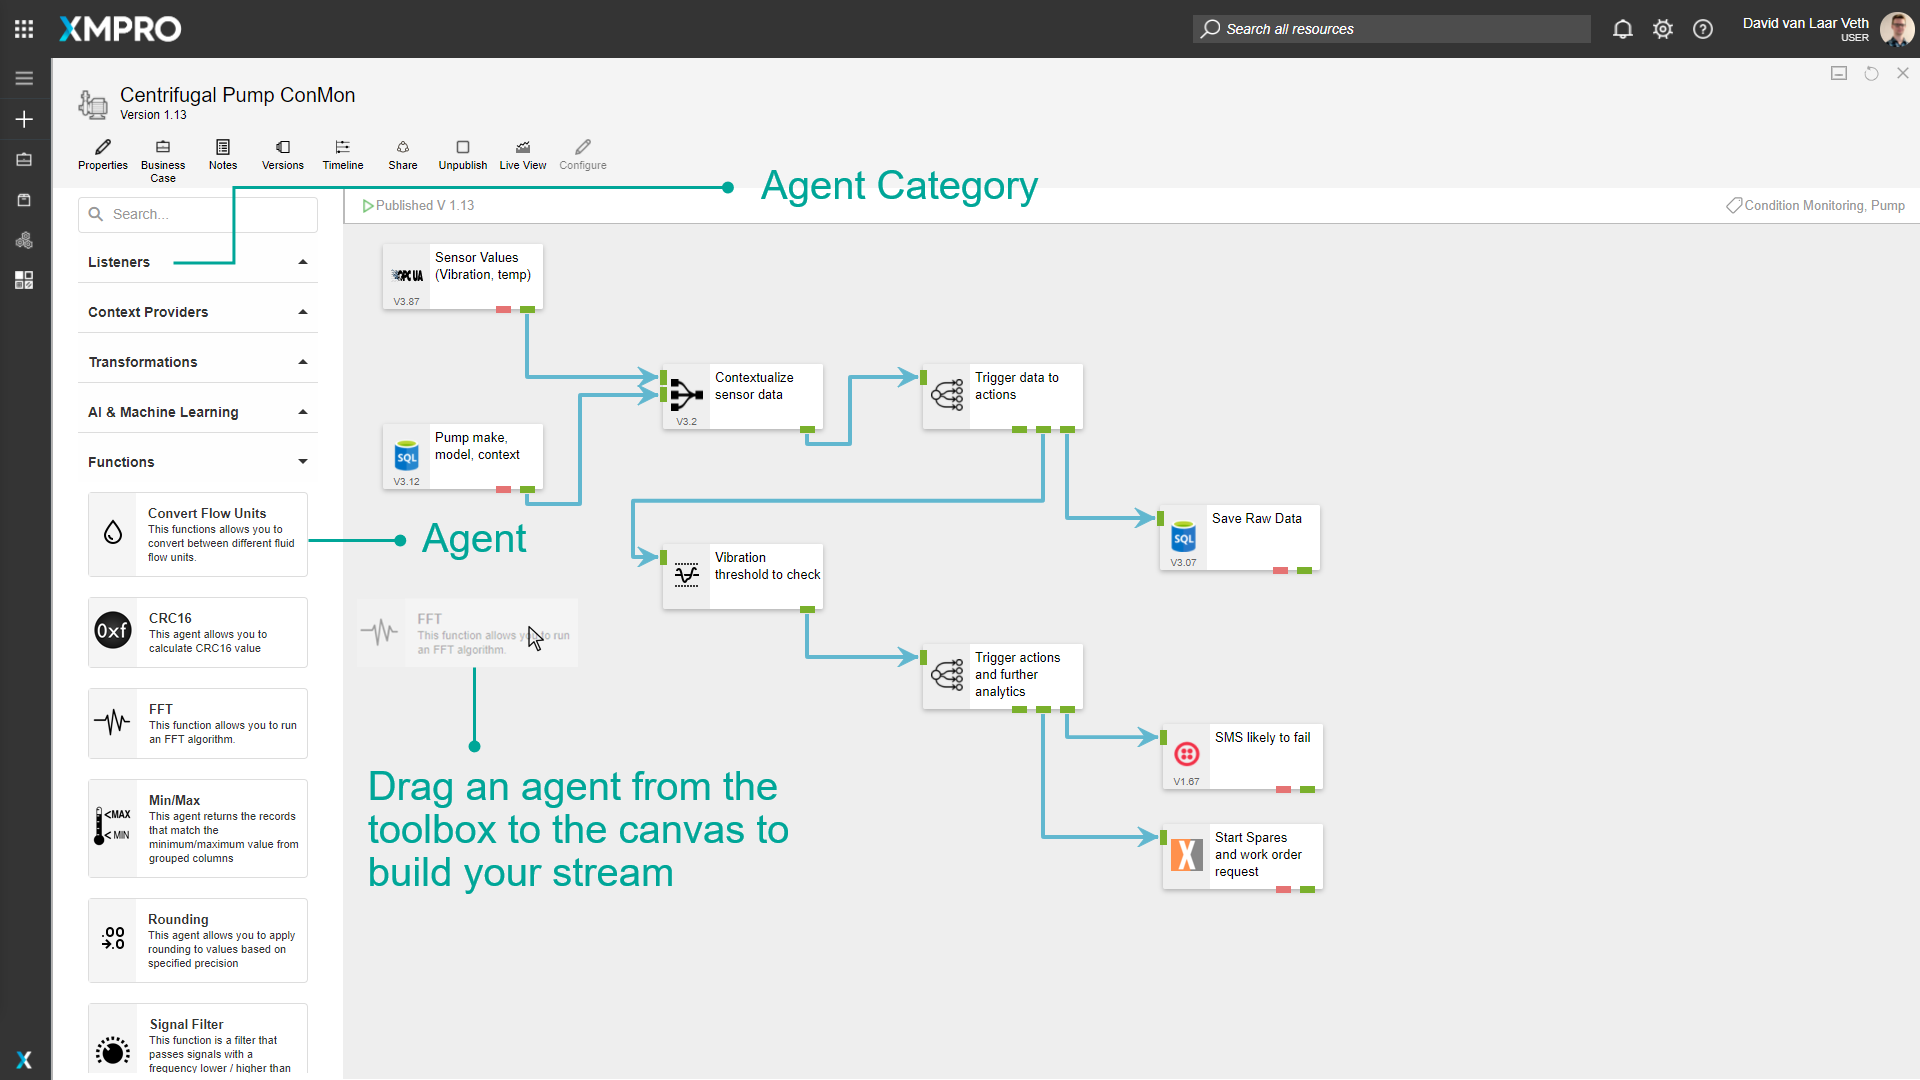 XMPRO
Search all resources
David van Laar Veth
USER
Centrifugal Pump ConMon
Version 1.13
Properties
Business
Case
Notes
Versions
Timeline
Share
Unpublish
Live View
Configure
Agent Category
Search...
Published V 1.13
Condition Monitoring, Pump
Listeners
Context Providers
Transformations
AI & Machine Learning
Functions
Convert Flow Units
This functions allows you to
convert between different fluid
flow units.
Agent
0xf
CRC16
This agent allows you to
calculate CRC16 value
FFT
This function allows you to run
an FFT algorithm.
<MAX
<MIN
Min/Max
This agent returns the records
that match the
minimum/maximum value from
grouped columns
.00
→.0
Rounding
This agent allows you to apply
rounding to values based on
specified precision
Signal Filter
This function is a filter that
passes signals with a
frequency lower / higher than
OPC UA
V3.87
Sensor Values
(Vibration, temp)
SQL
V3.12
Pump make,
model, context
V3.2
Contextualize
sensor data
Trigger data to
actions
SQL
V3.07
Save Raw Data
Vibration
threshold to check
FFT
This function allows you to run
an FFT algorithm.
Trigger actions
and further
analytics
V1.67
SMS likely to fail
X
Start Spares
and work order
request
Drag an agent from the
toolbox to the canvas to
build your stream
X